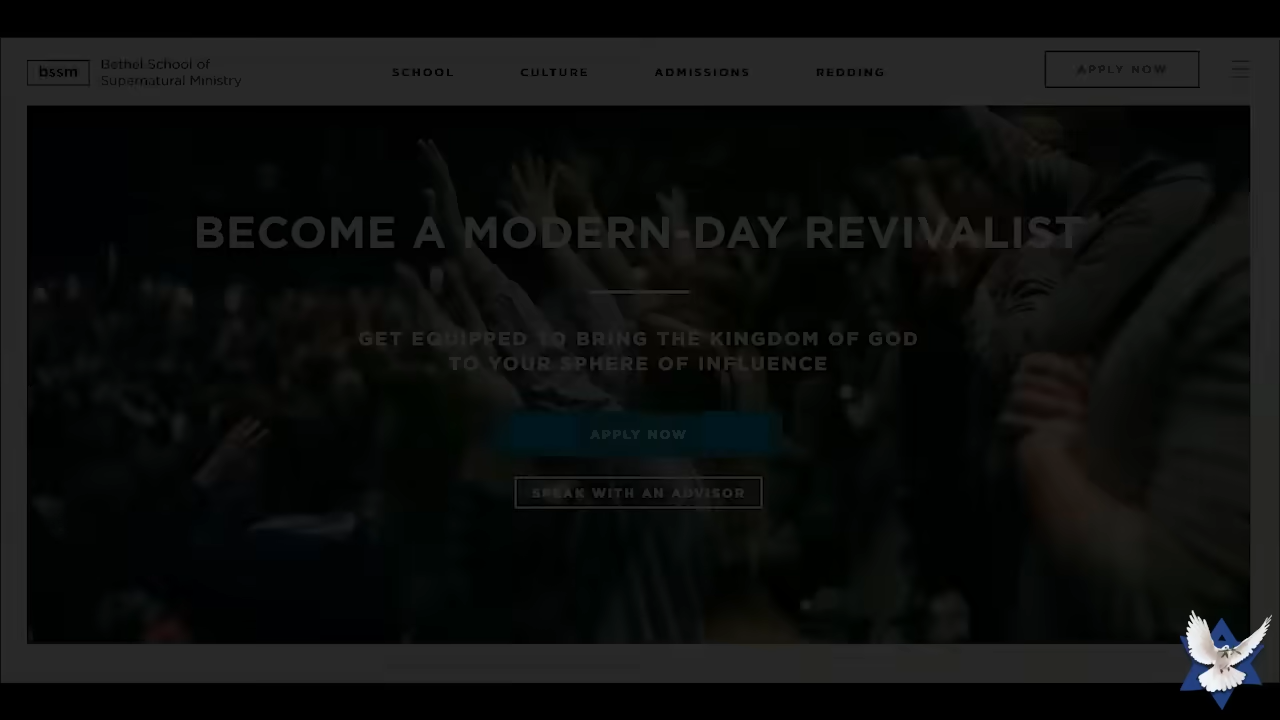 bssm
Bethel School of
Supernatural Ministry
SCHOOL
CULTURE
ADMISSIONS
REDDING
APPLY NOW
BECOME A MODERN-DAY REVIVALIST
GET EQUIPPED TO BRING THE KINGDOM OF GOD
TO YOUR SPHERE OF INFLUENCE
APPLY NOW
SPEAK WITH AN ADVISOR